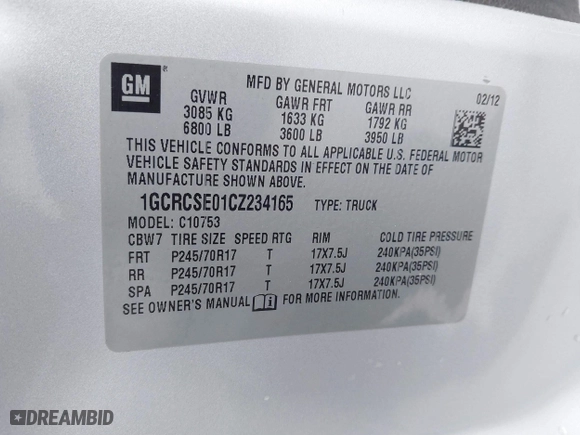 GM
®
MFD BY GENERAL MOTORS LLC
02/12
GVWR GAWR FRT GAWR RR
3085 KG 1633 KG 1792 KG
6800 LB 3600 LB 3950 LB
THIS VEHICLE CONFORMS TO ALL APPLICABLE U.S. FEDERAL MOTOR
VEHICLE SAFETY STANDARDS IN EFFECT ON THE DATE OF
MANUFACTURE SHOWN ABOVE.
1GCRCSE01CZ234165 TYPE: TRUCK
MODEL: C10753
CBW7 TIRE SIZE SPEED RTG RIM COLD TIRE PRESSURE
FRT P245/70R17 T 17X7.5J 240KPA(35PSI)
RR P245/70R17 T 17X7.5J 240KPA(35PSI)
SPA P245/70R17 T 17X7.5J 240KPA(35PSI)
SEE OWNER'S MANUAL FOR MORE INFORMATION.
DREAMBID